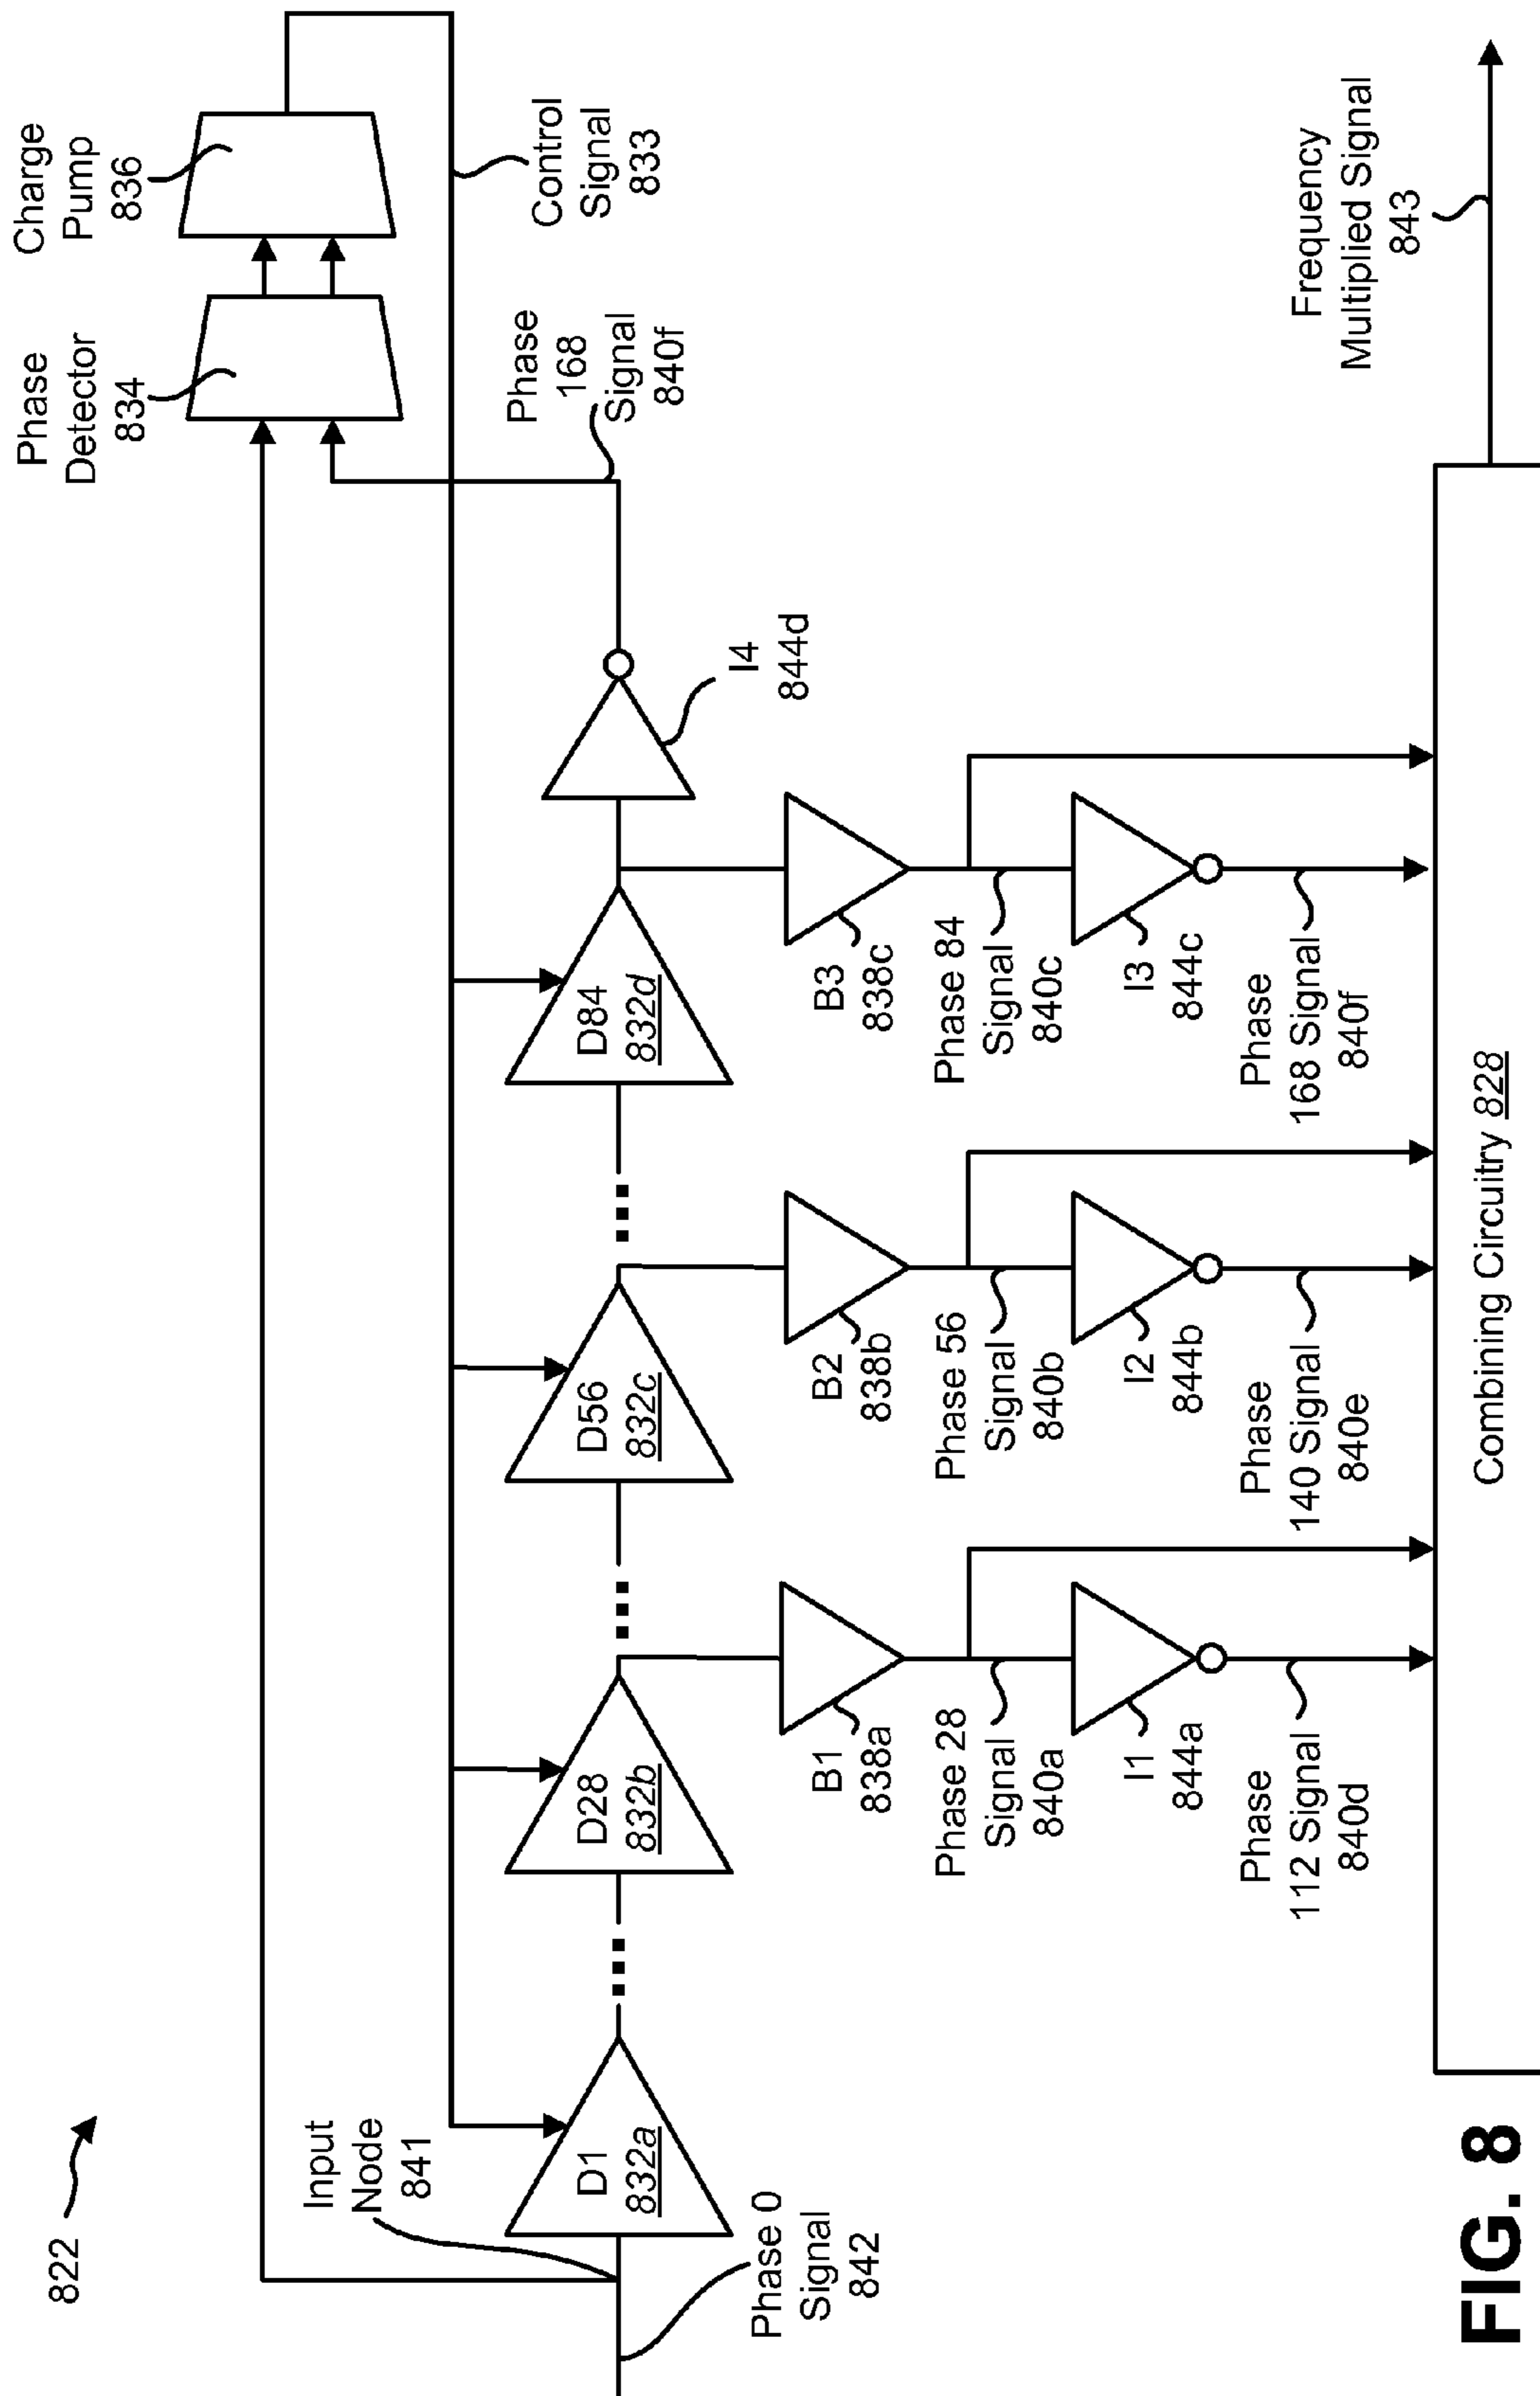 822
Phase
Detector
834
Charge
Pump
836
Input
Node
841
Control
Signal
833
Phase
168
Signal
840f
D1
832a
D28
832b
D56
832c
D84
832d
I4
844d
Phase 0
Signal
842
B1
838a
B2
838b
B3
838c
Phase 28
Signal
840a
Phase 56
Signal
840b
Phase 84
Signal
840c
I1
844a
I2
844b
I3
844c
Phase
112 Signal
840d
Phase
140 Signal
840e
Phase
168 Signal
840f
Frequency
Multiplied Signal
843
Combining Circuitry 828
FIG. 8